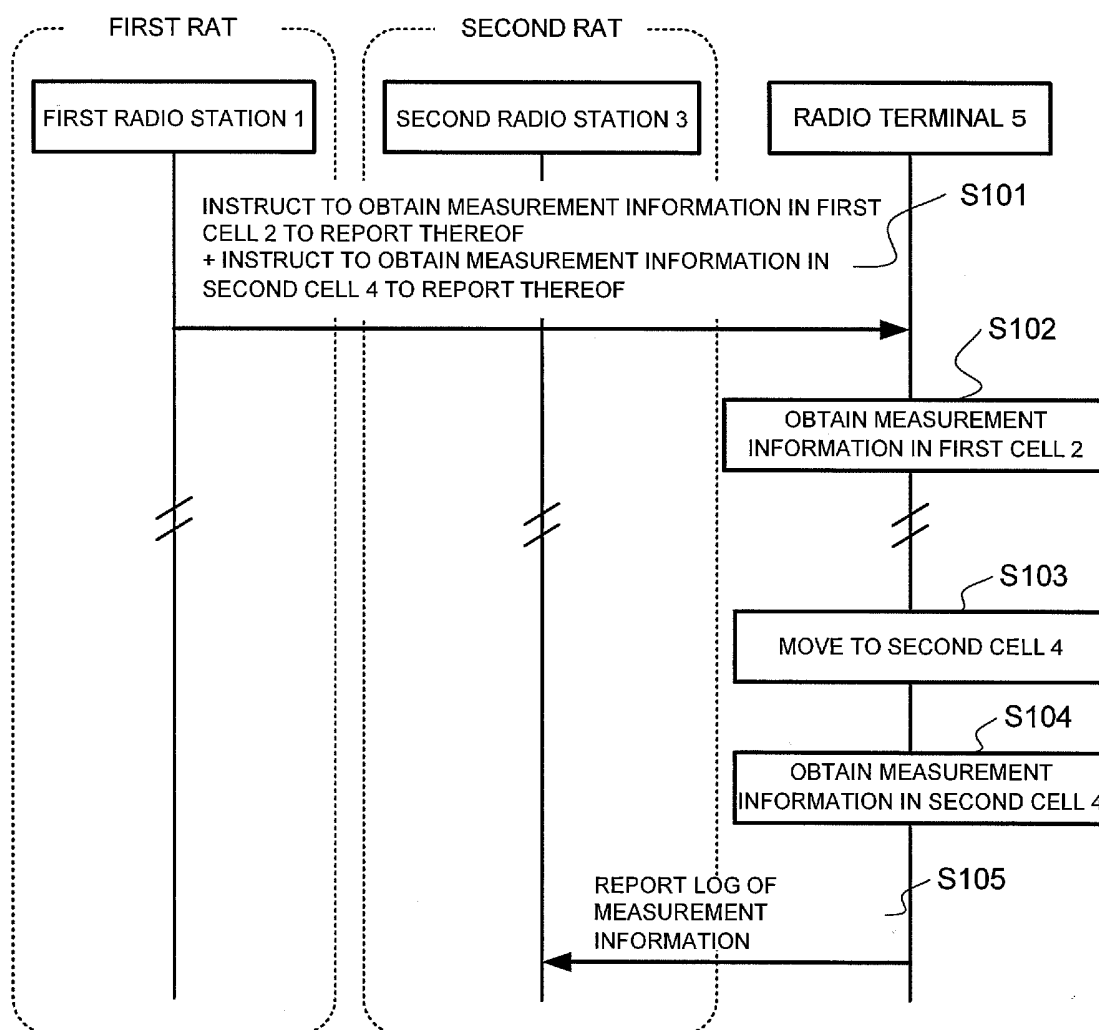 FIRST RAT
SECOND RAT
FIRST RADIO STATION 1
SECOND RADIO STATION 3
RADIO TERMINAL 5
INSTRUCT TO OBTAIN MEASUREMENT INFORMATION IN FIRST
CELL 2 TO REPORT THEREOF
+ INSTRUCT TO OBTAIN MEASUREMENT INFORMATION IN
SECOND CELL 4 TO REPORT THEREOF
S101
S102
OBTAIN MEASUREMENT
INFORMATION IN FIRST CELL 2
S103
MOVE TO SECOND CELL 4
S104
OBTAIN MEASUREMENT
INFORMATION IN SECOND CELL 4
S105
REPORT LOG OF
MEASUREMENT
INFORMATION